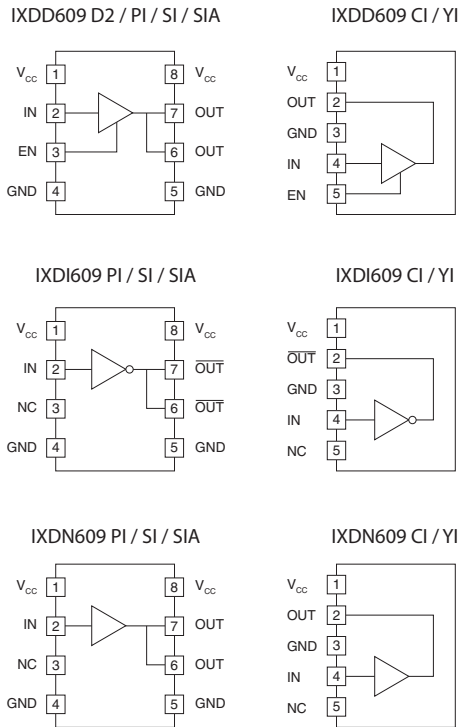 IXDD609 D2 / PI / SI / SIA
VCC 1 8 VCC
IN 2 7 OUT
EN 3 6 OUT
GND 4 5 GND
IXDD609 CI / YI
VCC 1
OUT 2
GND 3
IN 4
EN 5
IXDI609 PI / SI / SIA
VCC 1 8 VCC
IN 2 7 O̅U̅T̅
NC 3 6 O̅U̅T̅
GND 4 5 GND
IXDI609 CI / YI
VCC 1
O̅U̅T̅ 2
GND 3
IN 4
NC 5
IXDN609 PI / SI / SIA
VCC 1 8 VCC
IN 2 7 OUT
NC 3 6 OUT
GND 4 5 GND
IXDN609 CI / YI
VCC 1
OUT 2
GND 3
IN 4
NC 5